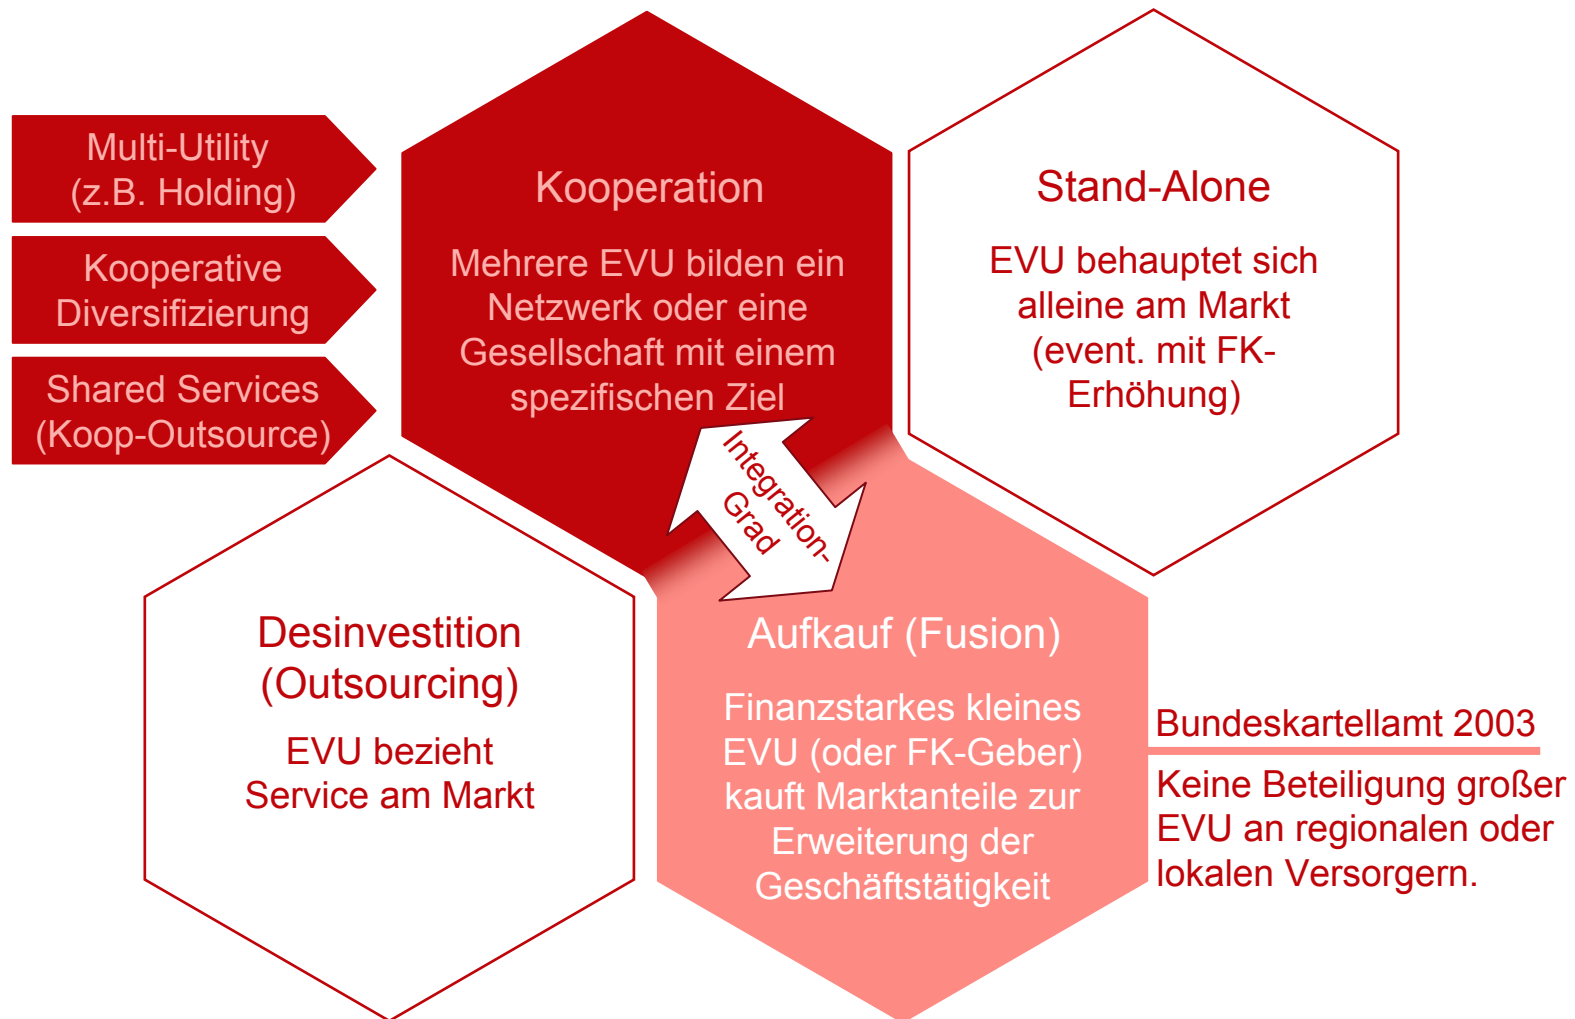 Multi-Utility
(z.B. Holding)
Kooperative
Diversifizierung
Shared Services
(Koop-Outsource)
Kooperation
Mehrere EVU bilden ein
Netzwerk oder eine
Gesellschaft mit einem
spezifischen Ziel
Stand-Alone
EVU behauptet sich
alleine am Markt
(event. mit FK-
Erhöhung)
Integration-
Grad
Desinvestition
(Outsourcing)
EVU bezieht
Service am Markt
Aufkauf (Fusion)
Finanzstarkes kleines
EVU (oder FK-Geber)
kauft Marktanteile zur
Erweiterung der
Geschäftstätigkeit
Bundeskartellamt 2003
Keine Beteiligung großer
EVU an regionalen oder
lokalen Versorgern.